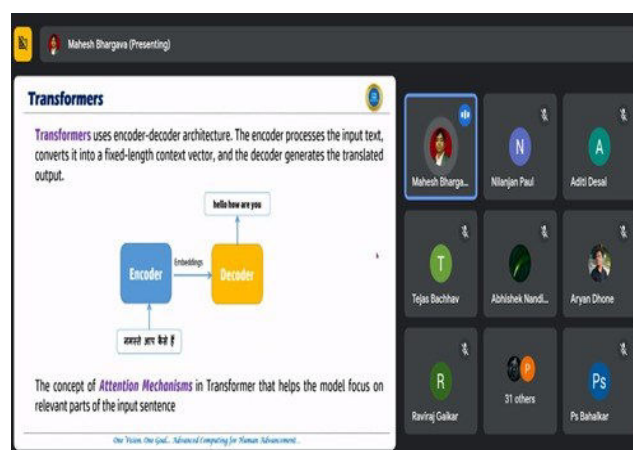 Mahesh Bhargava (Presenting)
Transformers
Transformers uses encoder-decoder architecture. The encoder processes the input text,
converts it into a fixed-length context vector, and the decoder generates the translated
output.
hello how are you
Encoder
Embeddings
Decoder
नमस्ते आप कैसे हैं
The concept of Attention Mechanisms in Transformer that helps the model focus on
relevant parts of the input sentence
One Vision. One Goal... Advanced Computing for Human Advancement...
Mahesh Bharga...
N
Nilanjan Paul
A
Aditi Desai
T
Tejas Bachhav
Abhishek Nandi...
Aryan Dhone
R
Raviraj Gaikar
P
31 others
Ps
Ps Bahalkar